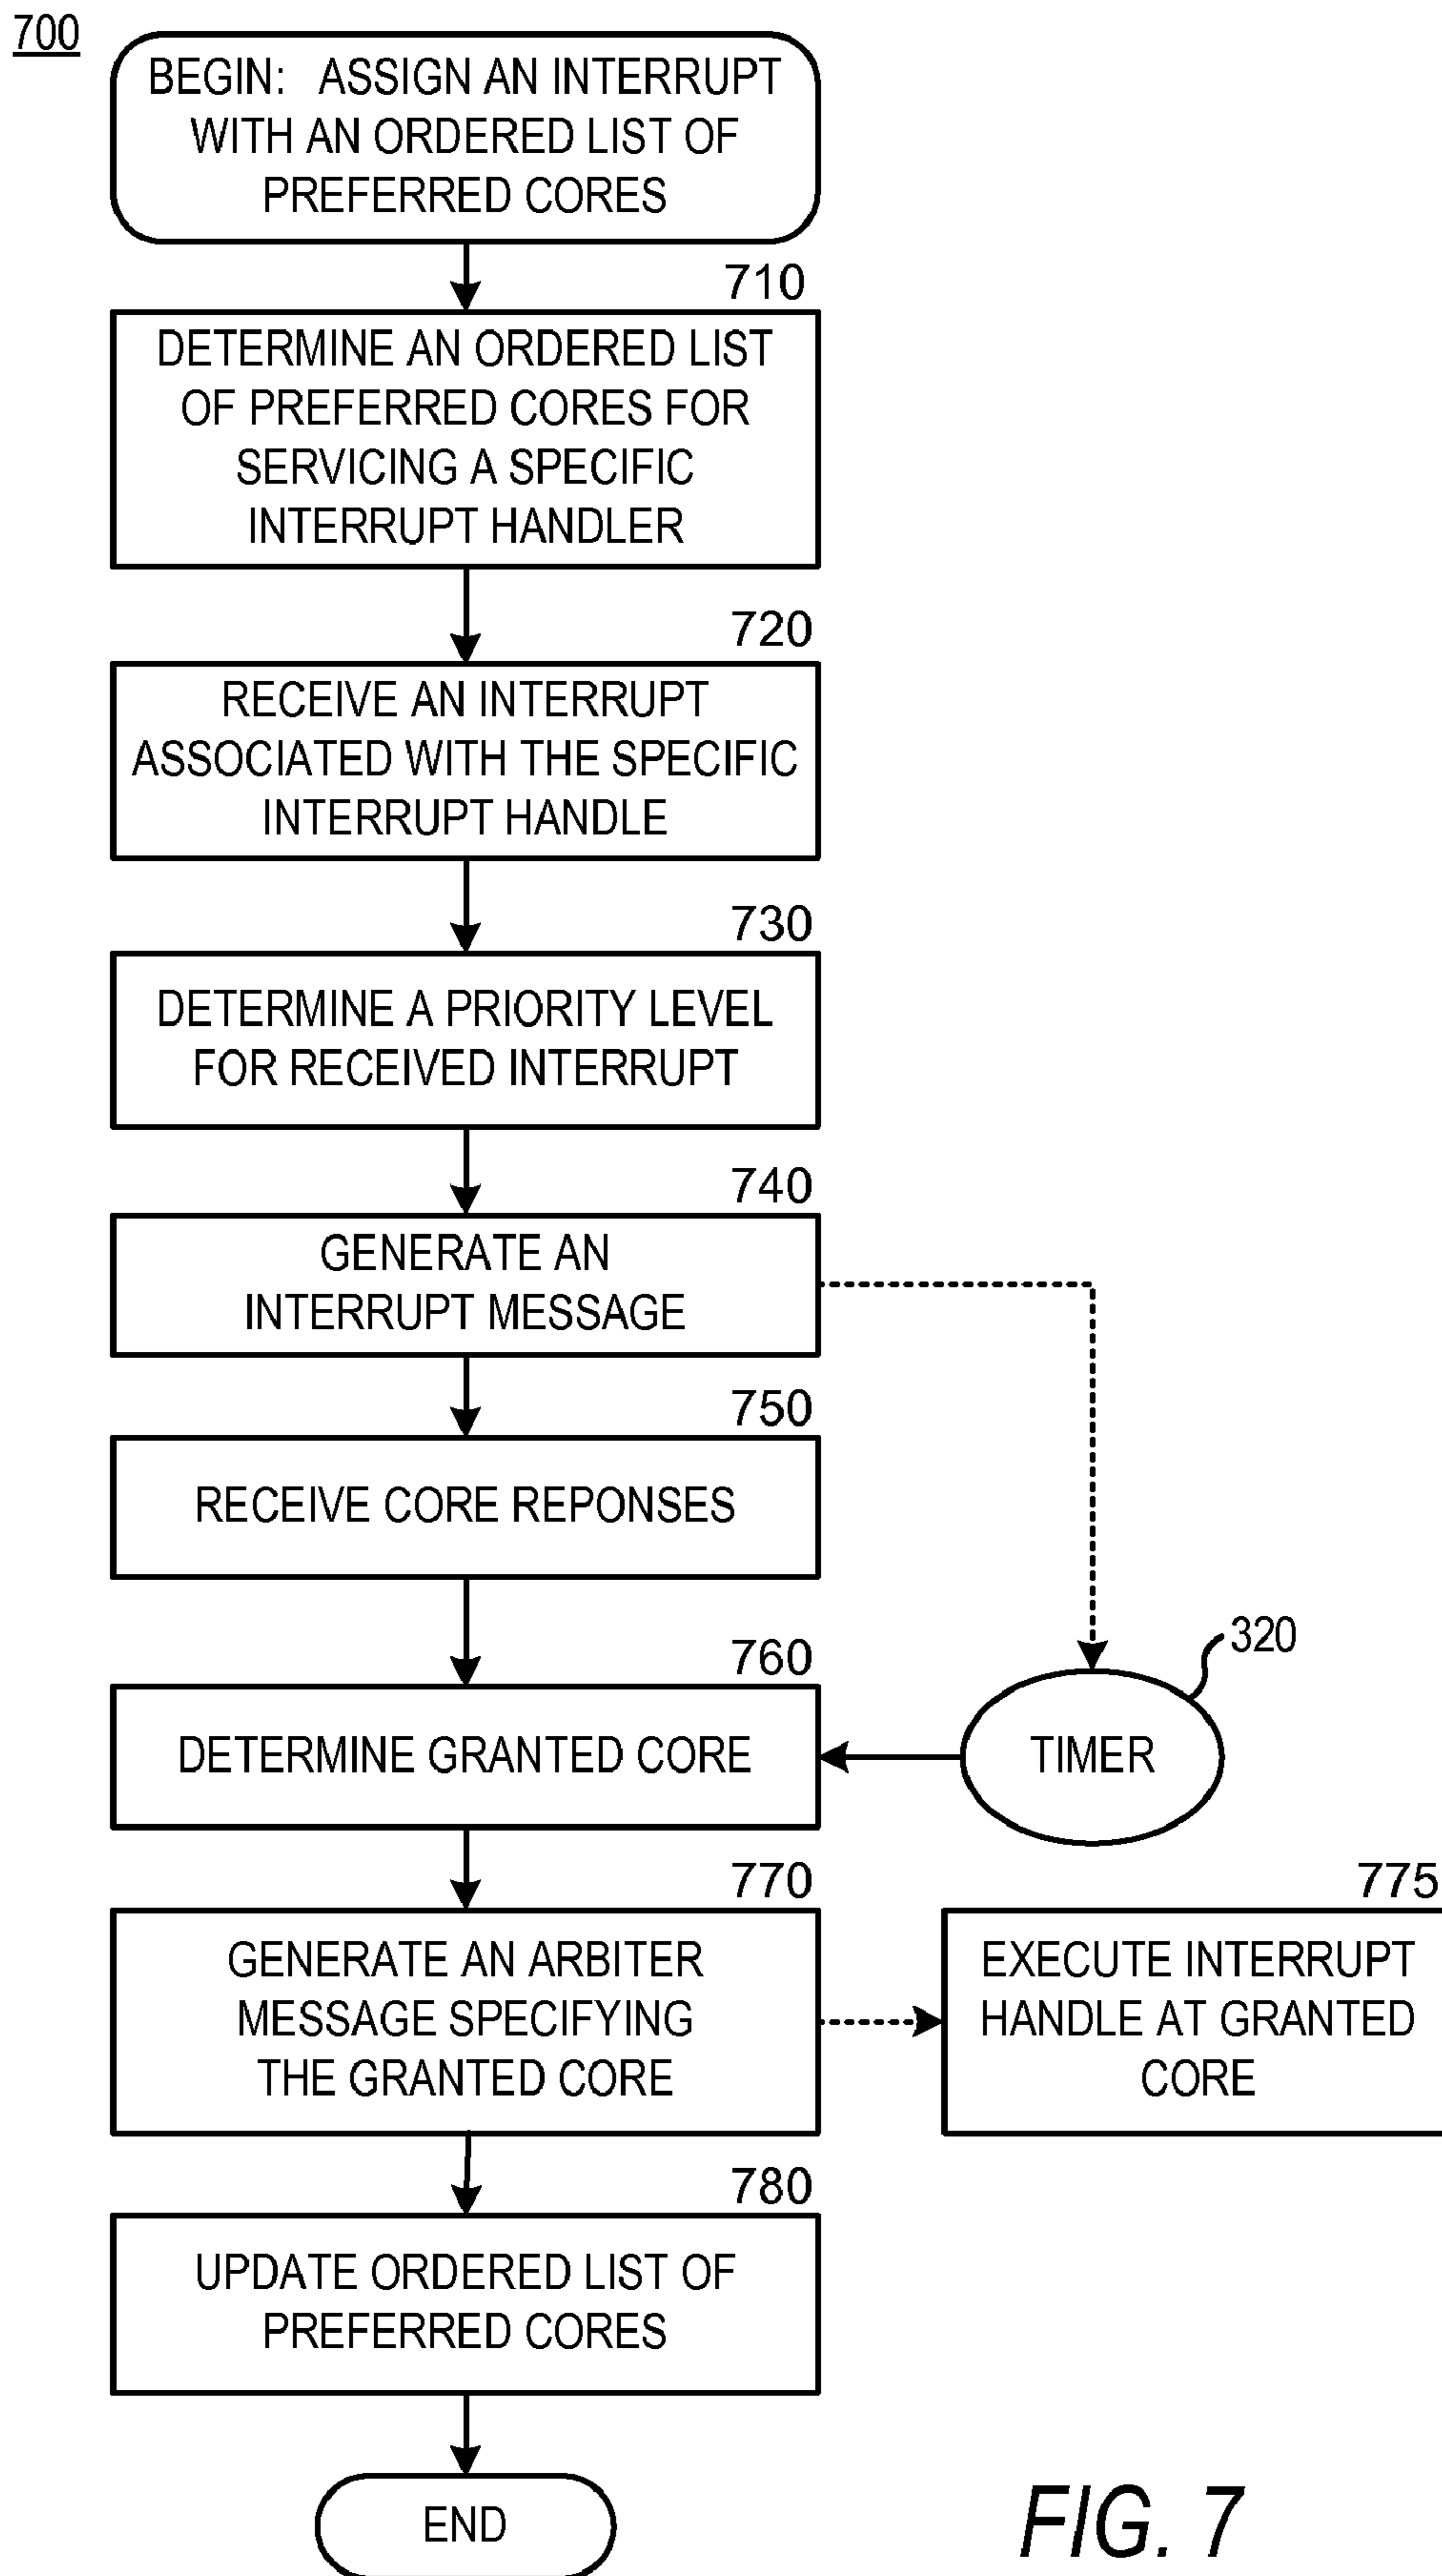 700
BEGIN: ASSIGN AN INTERRUPT
WITH AN ORDERED LIST OF
PREFERRED CORES
710
DETERMINE AN ORDERED LIST
OF PREFERRED CORES FOR
SERVICING A SPECIFIC
INTERRUPT HANDLER
720
RECEIVE AN INTERRUPT
ASSOCIATED WITH THE SPECIFIC
INTERRUPT HANDLE
730
DETERMINE A PRIORITY LEVEL
FOR RECEIVED INTERRUPT
740
GENERATE AN
INTERRUPT MESSAGE
750
RECEIVE CORE REPONSES
760
DETERMINE GRANTED CORE
320
TIMER
770
GENERATE AN ARBITER
MESSAGE SPECIFYING
THE GRANTED CORE
775
EXECUTE INTERRUPT
HANDLE AT GRANTED
CORE
780
UPDATE ORDERED LIST OF
PREFERRED CORES
END
FIG. 7